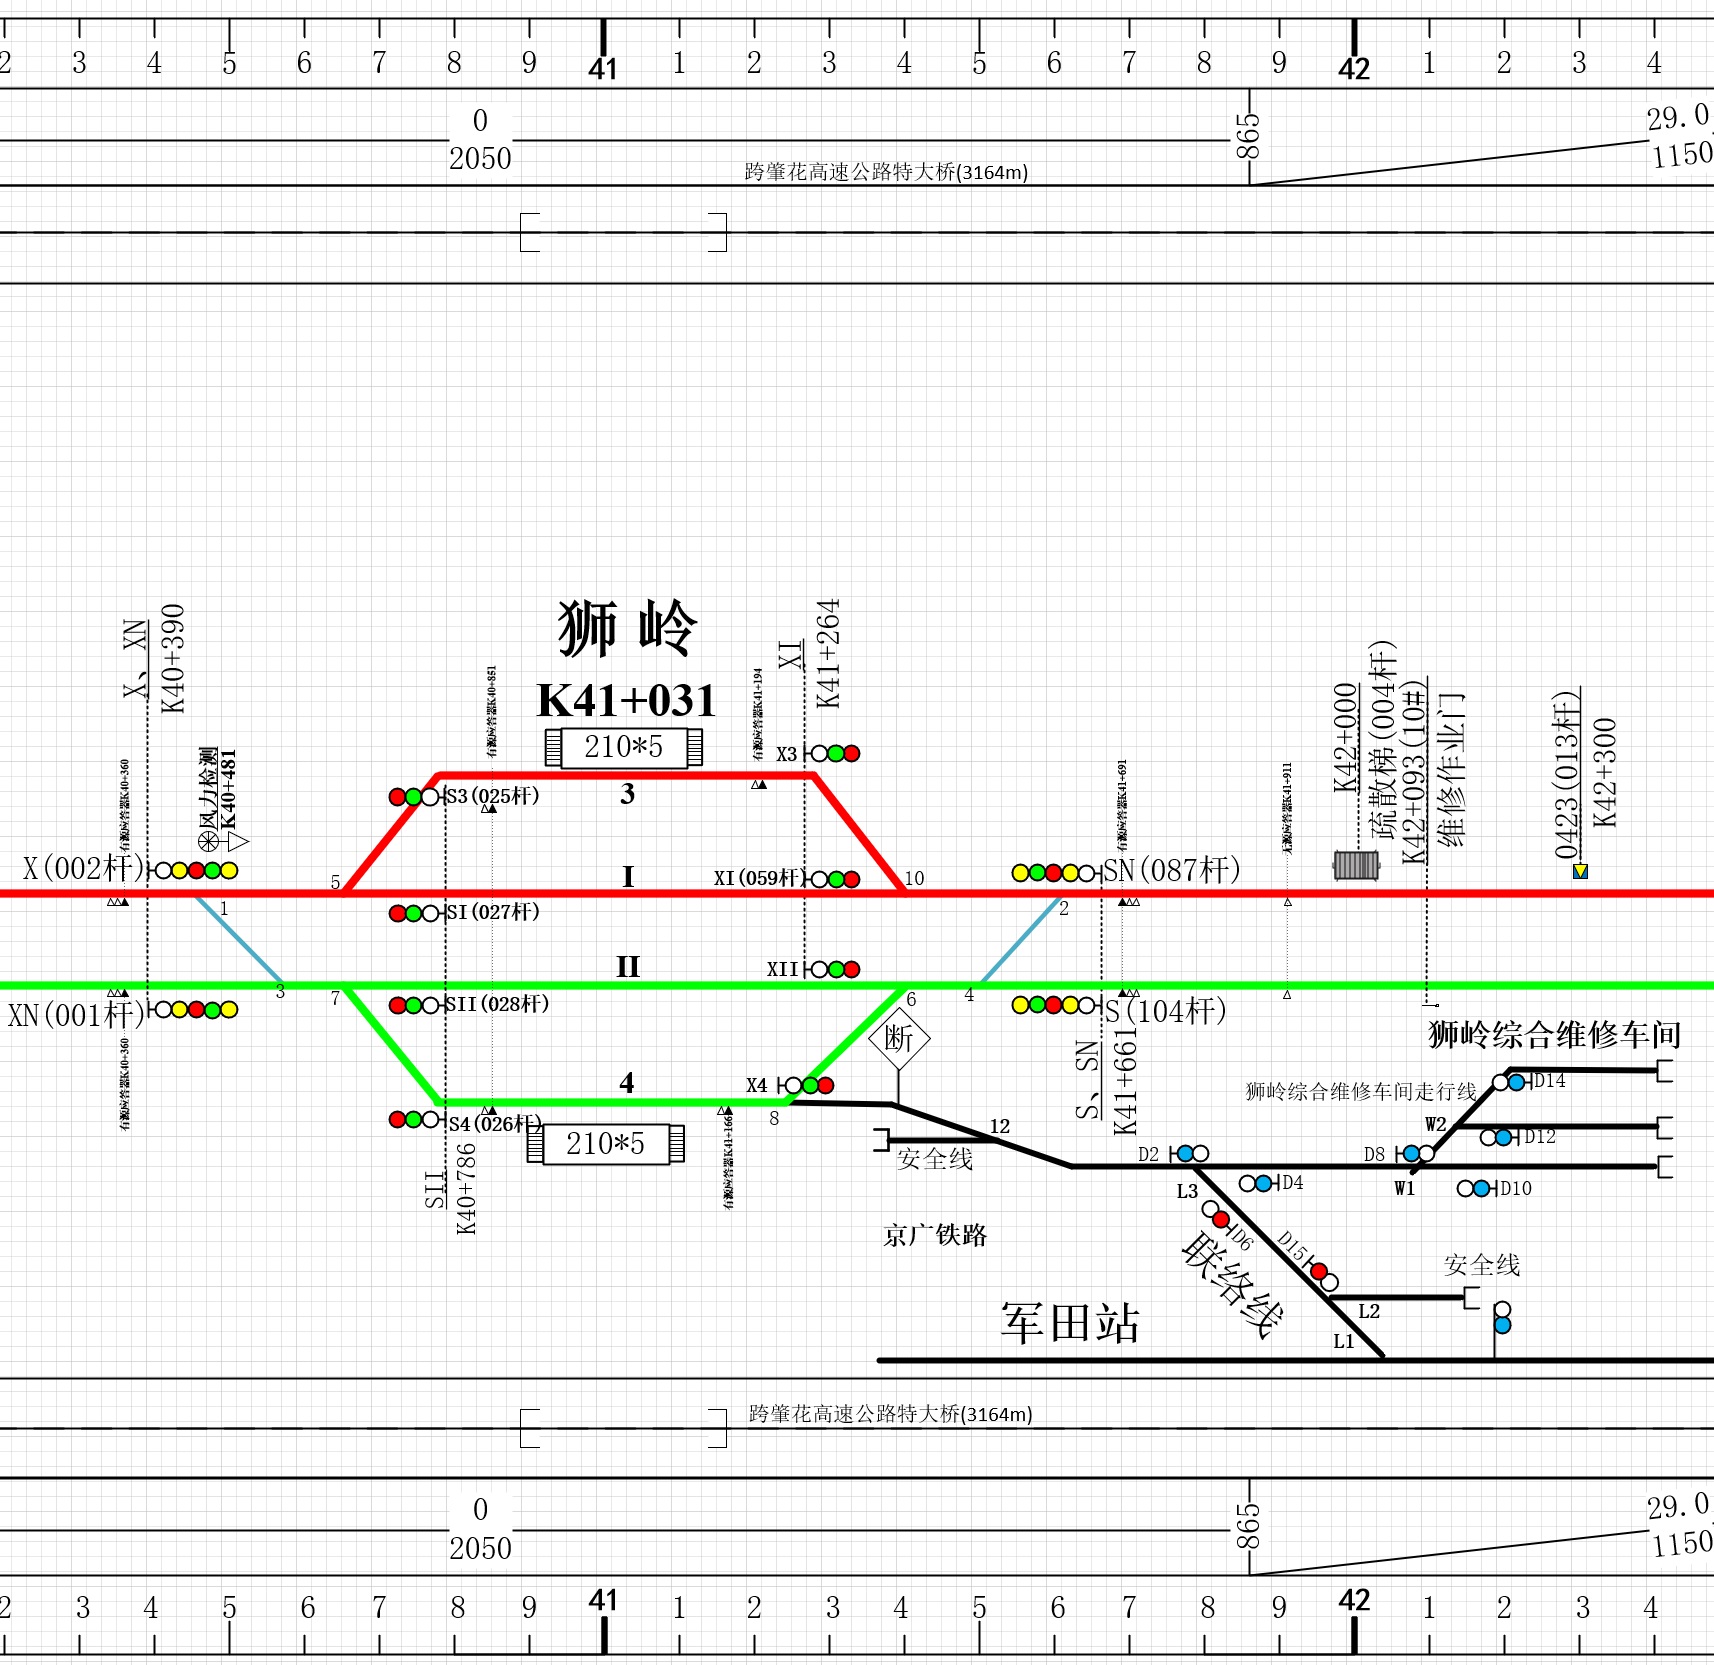 2 3 4 5 6 7 8 9 41 1 2 3 4 5 6 7 8 9 42 1 2 3 4
0
2050
865
29.0
1150
跨肇花高速公路特大桥(3164m)
狮 岭
K41+031
210*5
X、XN
K40+390
有源应答器K40+360
风力检测
K40+481
有源应答器K40+851
有源应答器K41+194
XI
K41+264
X3
S3(025杆)
3
X(002杆)
5
I
XI(059杆)
10
SN(087杆)
有源应答器K41+691
无源应答器K41+911
K42+000
疏散梯(004杆)
K42+093(10#)
维修作业门
0423(013杆)
K42+300
1
SI(027杆)
2
II
XII
3
7
SII(028杆)
6
4
XN(001杆)
S(104杆)
断
S、SN
K41+661
狮岭综合维修车间
有源应答器K40+360
4
X4
8
S4(026杆)
210*5
有源应答器K41+166
SII
K40+786
12
安全线
狮岭综合维修车间走行线
D14
W2
D12
D2
D8
D4
W1
D10
L3
D6
D15
联络线
京广铁路
安全线
L2
L1
军田站
跨肇花高速公路特大桥(3164m)
0
2050
865
29.0
1150
2 3 4 5 6 7 8 9 41 1 2 3 4 5 6 7 8 9 42 1 2 3 4